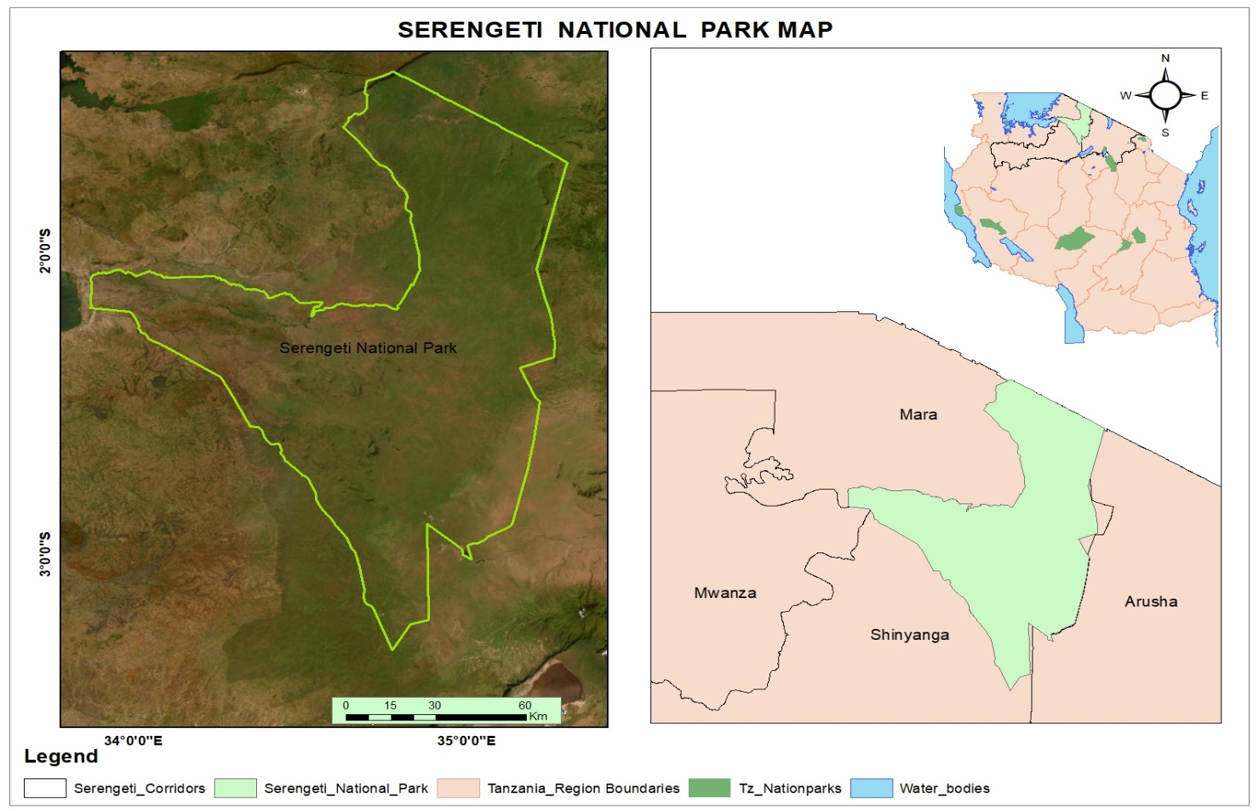 SERENGETI  NATIONAL  PARK MAP
N
W
E
S
2°0'0"S
3°0'0"S
Serengeti National Park
0 15 30 60
Km
34°0'0"E 35°0'0"E
Mara
Mwanza
Shinyanga
Arusha
Legend
Serengeti_Corridors Serengeti_National_Park Tanzania_Region Boundaries Tz_Nationparks Water_bodies